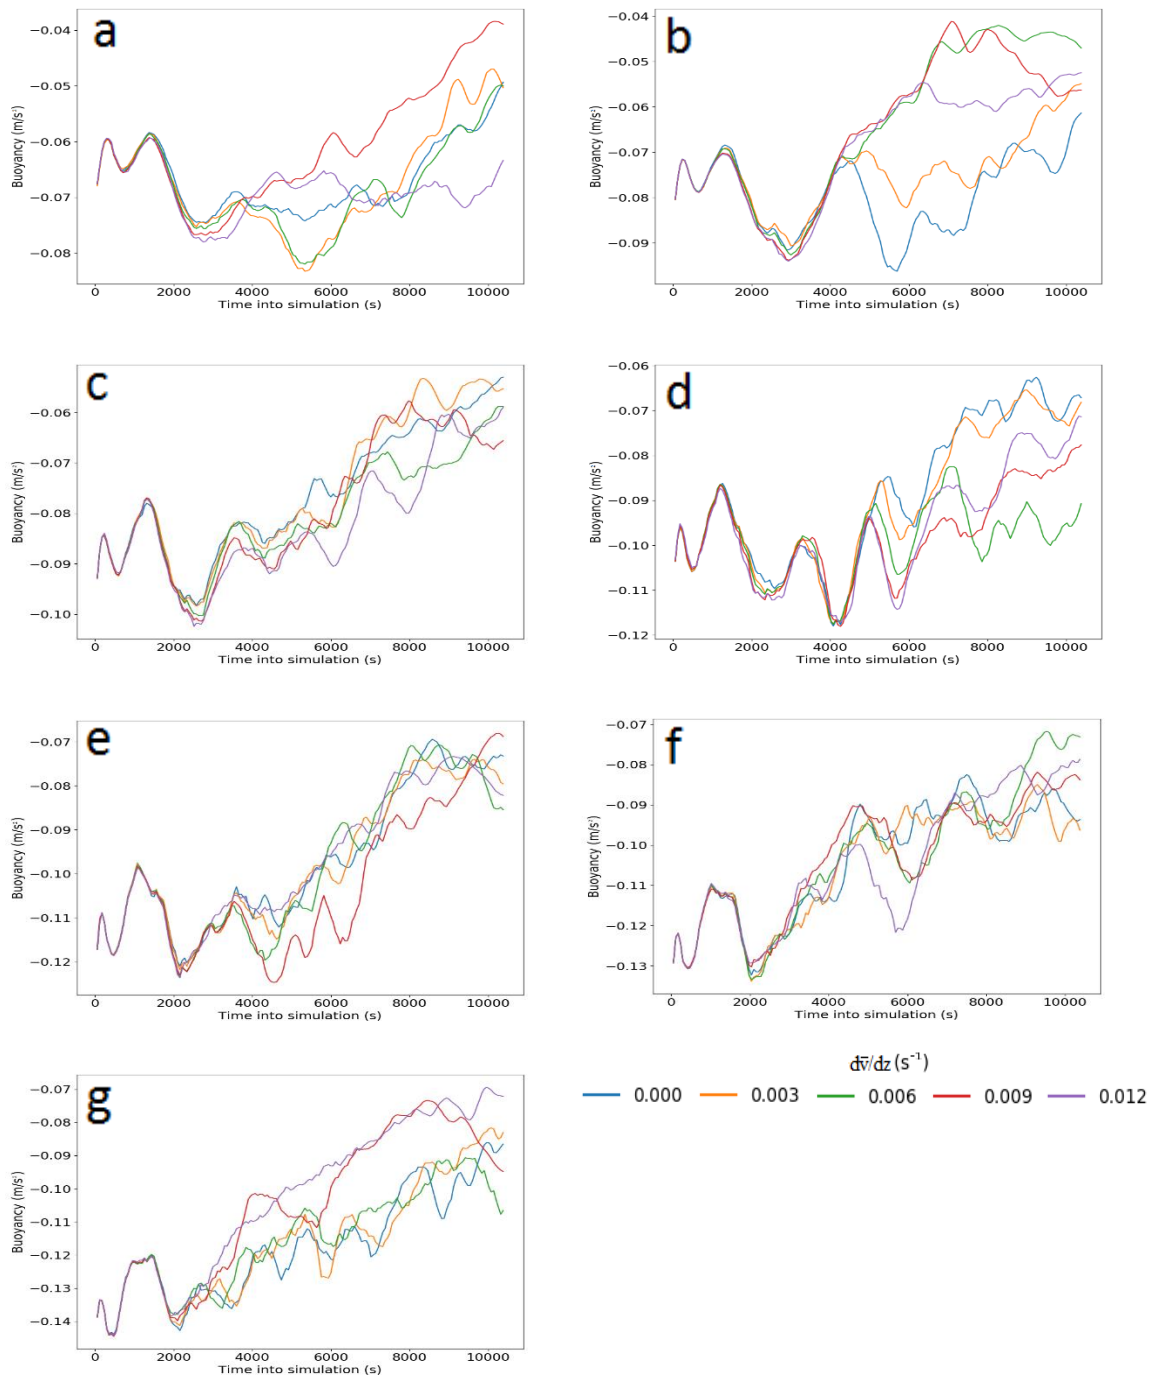 a
−0.04
−0.05
−0.06
−0.07
−0.08
Buoyancy (m/s²)
0 2000 4000 6000 8000 10000
Time into simulation (s)
b
−0.04
−0.05
−0.06
−0.07
−0.08
−0.09
Buoyancy (m/s²)
0 2000 4000 6000 8000 10000
Time into simulation (s)
c
−0.06
−0.07
−0.08
−0.09
−0.10
Buoyancy (m/s²)
0 2000 4000 6000 8000 10000
Time into simulation (s)
d
−0.06
−0.07
−0.08
−0.09
−0.10
−0.11
−0.12
Buoyancy (m/s²)
0 2000 4000 6000 8000 10000
Time into simulation (s)
e
−0.07
−0.08
−0.09
−0.10
−0.11
−0.12
Buoyancy (m/s²)
0 2000 4000 6000 8000 10000
Time into simulation (s)
f
−0.07
−0.08
−0.09
−0.10
−0.11
−0.12
−0.13
Buoyancy (m/s²)
0 2000 4000 6000 8000 10000
Time into simulation (s)
g
−0.07
−0.08
−0.09
−0.10
−0.11
−0.12
−0.13
−0.14
Buoyancy (m/s²)
0 2000 4000 6000 8000 10000
Time into simulation (s)
dv̄/dz (s⁻¹)
0.000 0.003 0.006 0.009 0.012